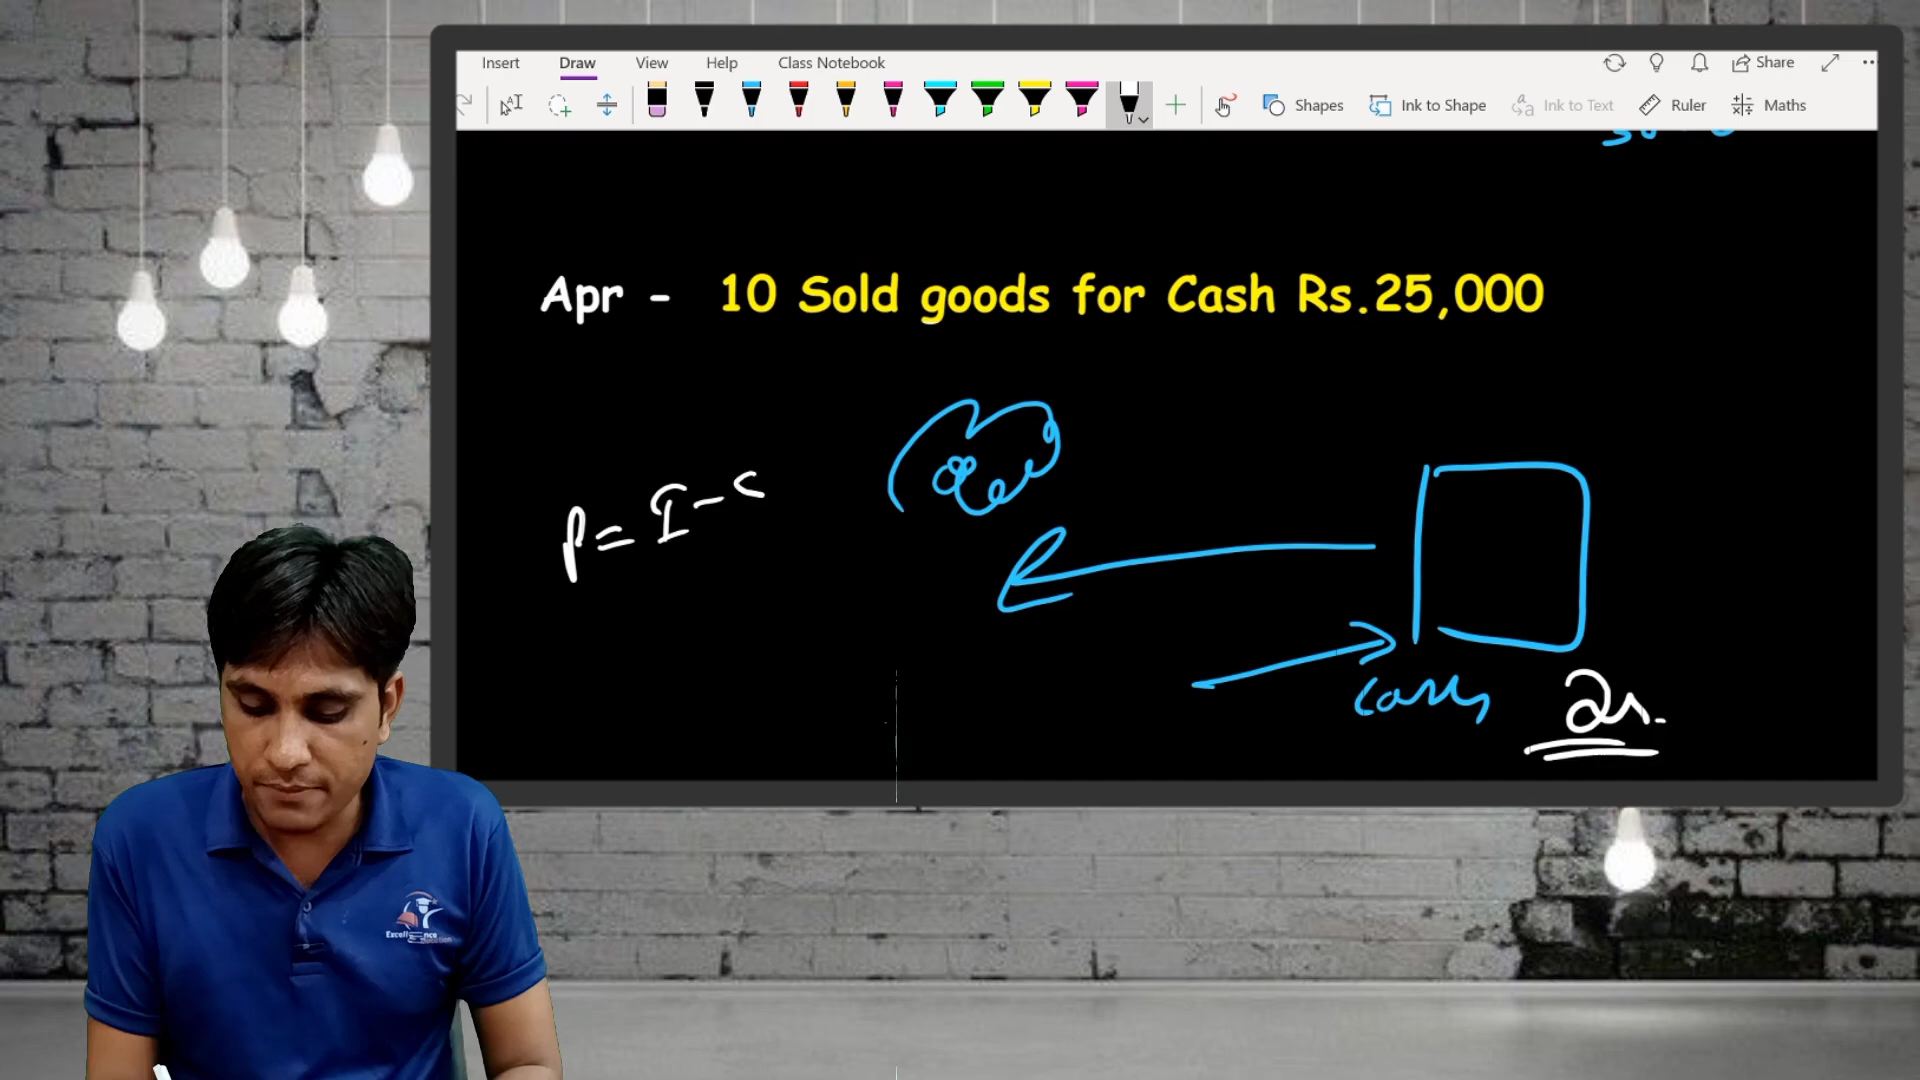 Insert Draw View Help Class Notebook Share
Shapes Ink to Shape Ink to Text Ruler Maths
Apr - 10 Sold goods for Cash Rs.25,000
P = I - C
Cash